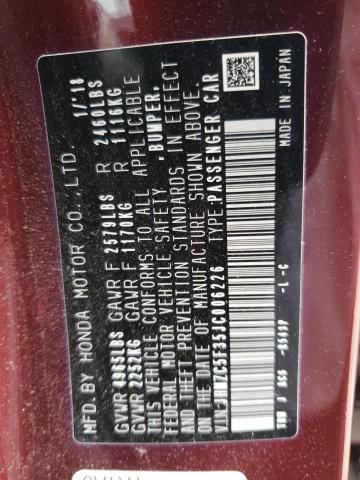 MFD.BY HONDA MOTOR CO.,LTD. 1/'18
GVWR 4965LBS GAWR F 2579LBS R 2460LBS
GVWR 2252KG GAWR F 1170KG R 1116KG
THIS VEHICLE CONFORMS TO ALL APPLICABLE
FEDERAL MOTOR VEHICLE SAFETY ,BUMPER,
AND THEFT PREVENTION STANDARDS IN EFFECT
ON THE DATE OF MANUFACTURE SHOWN ABOVE.
TYPE:PASSENGER CAR
-L-C MADE IN JAPAN